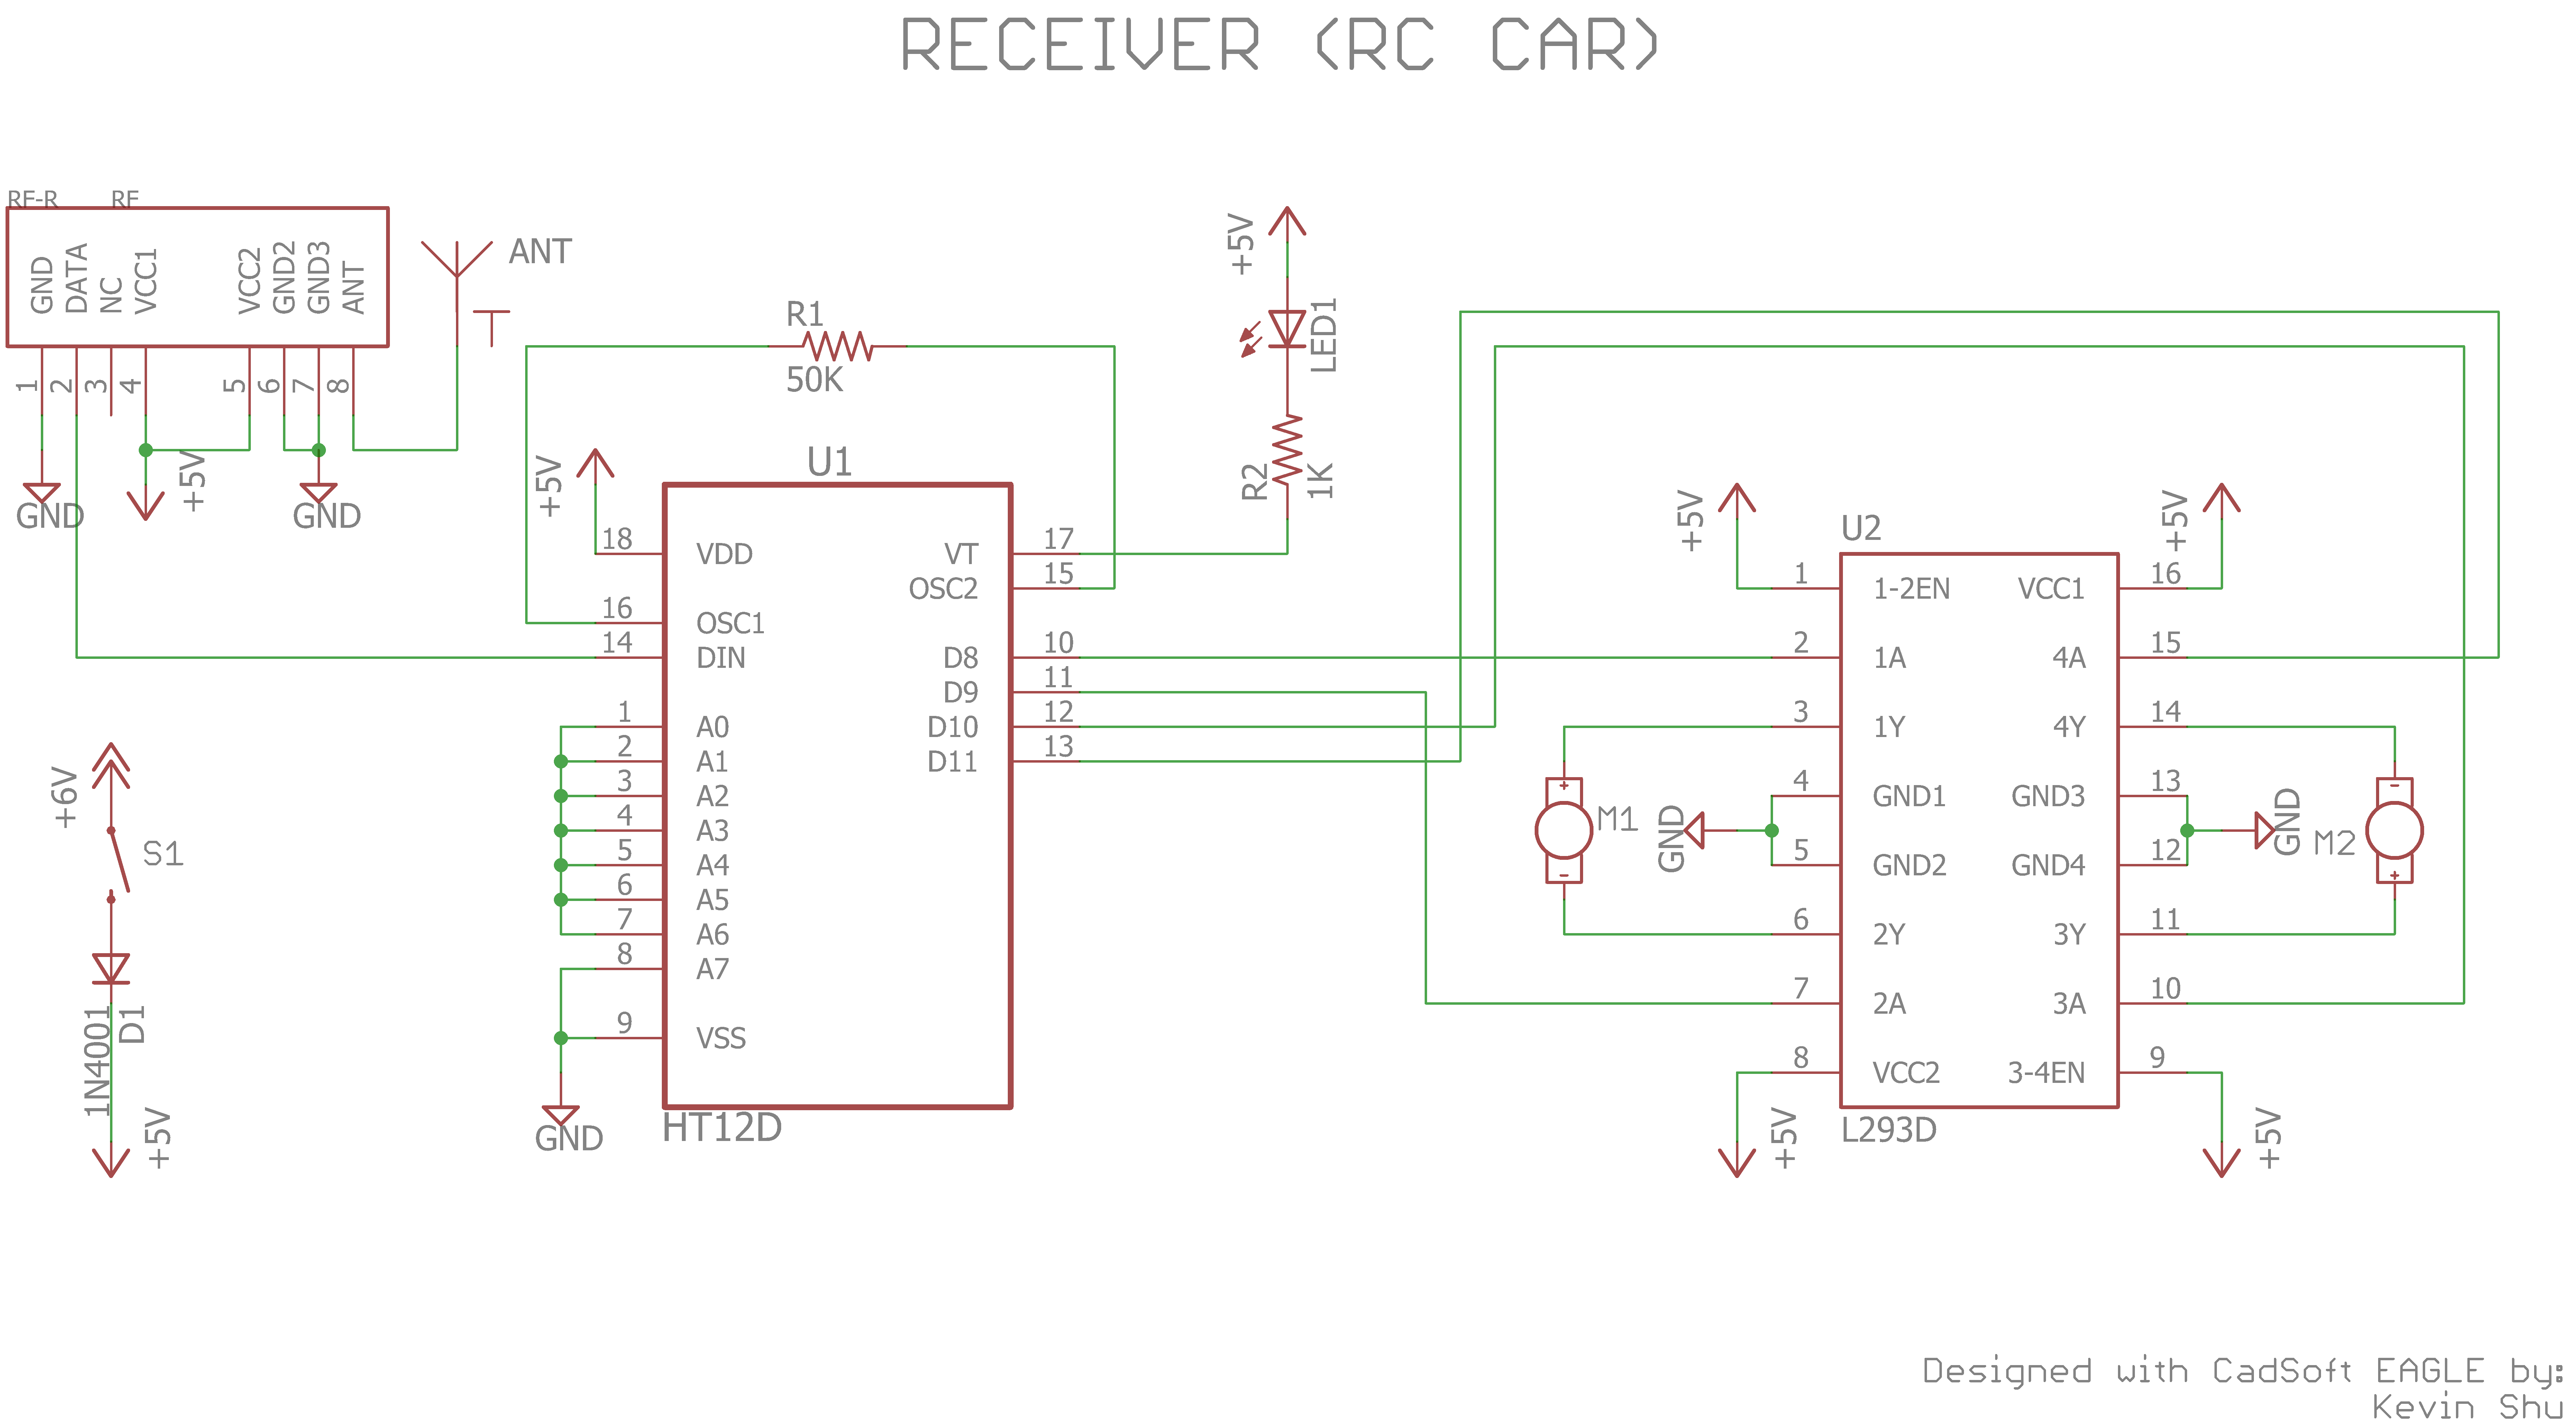 RECEIVER (RC CAR)
RF-R
RF
GND
DATA
NC
VCC1
VCC2
GND2
GND3
ANT
1
2
3
4
5
6
7
8
GND
+5V
GND
ANT
R1
50K
+5V
LED1
R2
1K
U1
+5V
18
VDD
16
OSC1
14
DIN
1
A0
2
A1
3
A2
4
A3
5
A4
6
A5
7
A6
8
A7
9
VSS
VT
17
OSC2
15
D8
10
D9
11
D10
12
D11
13
GND
HT12D
+6V
S1
1N4001
D1
+5V
U2
+5V
+5V
1
1-2EN
2
1A
3
1Y
4
GND1
5
GND2
6
2Y
7
2A
8
VCC2
VCC1
16
4A
15
4Y
14
GND3
13
GND4
12
3Y
11
3A
10
3-4EN
9
+
M1
-
GND
GND
-
M2
+
+5V
L293D
+5V
Designed with CadSoft EAGLE by:
Kevin Shu